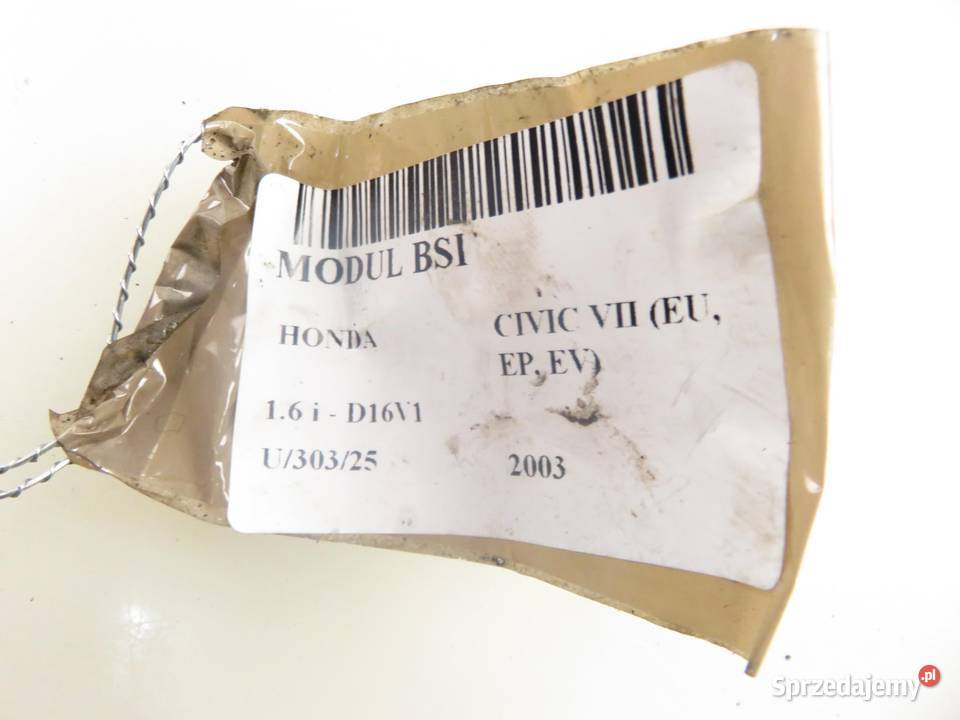 MODUL BSI
HONDA CIVIC VII (EU,
EP, EV)
1.6 i - D16V1
U/303/25 2003
Sprzedajemy.pl